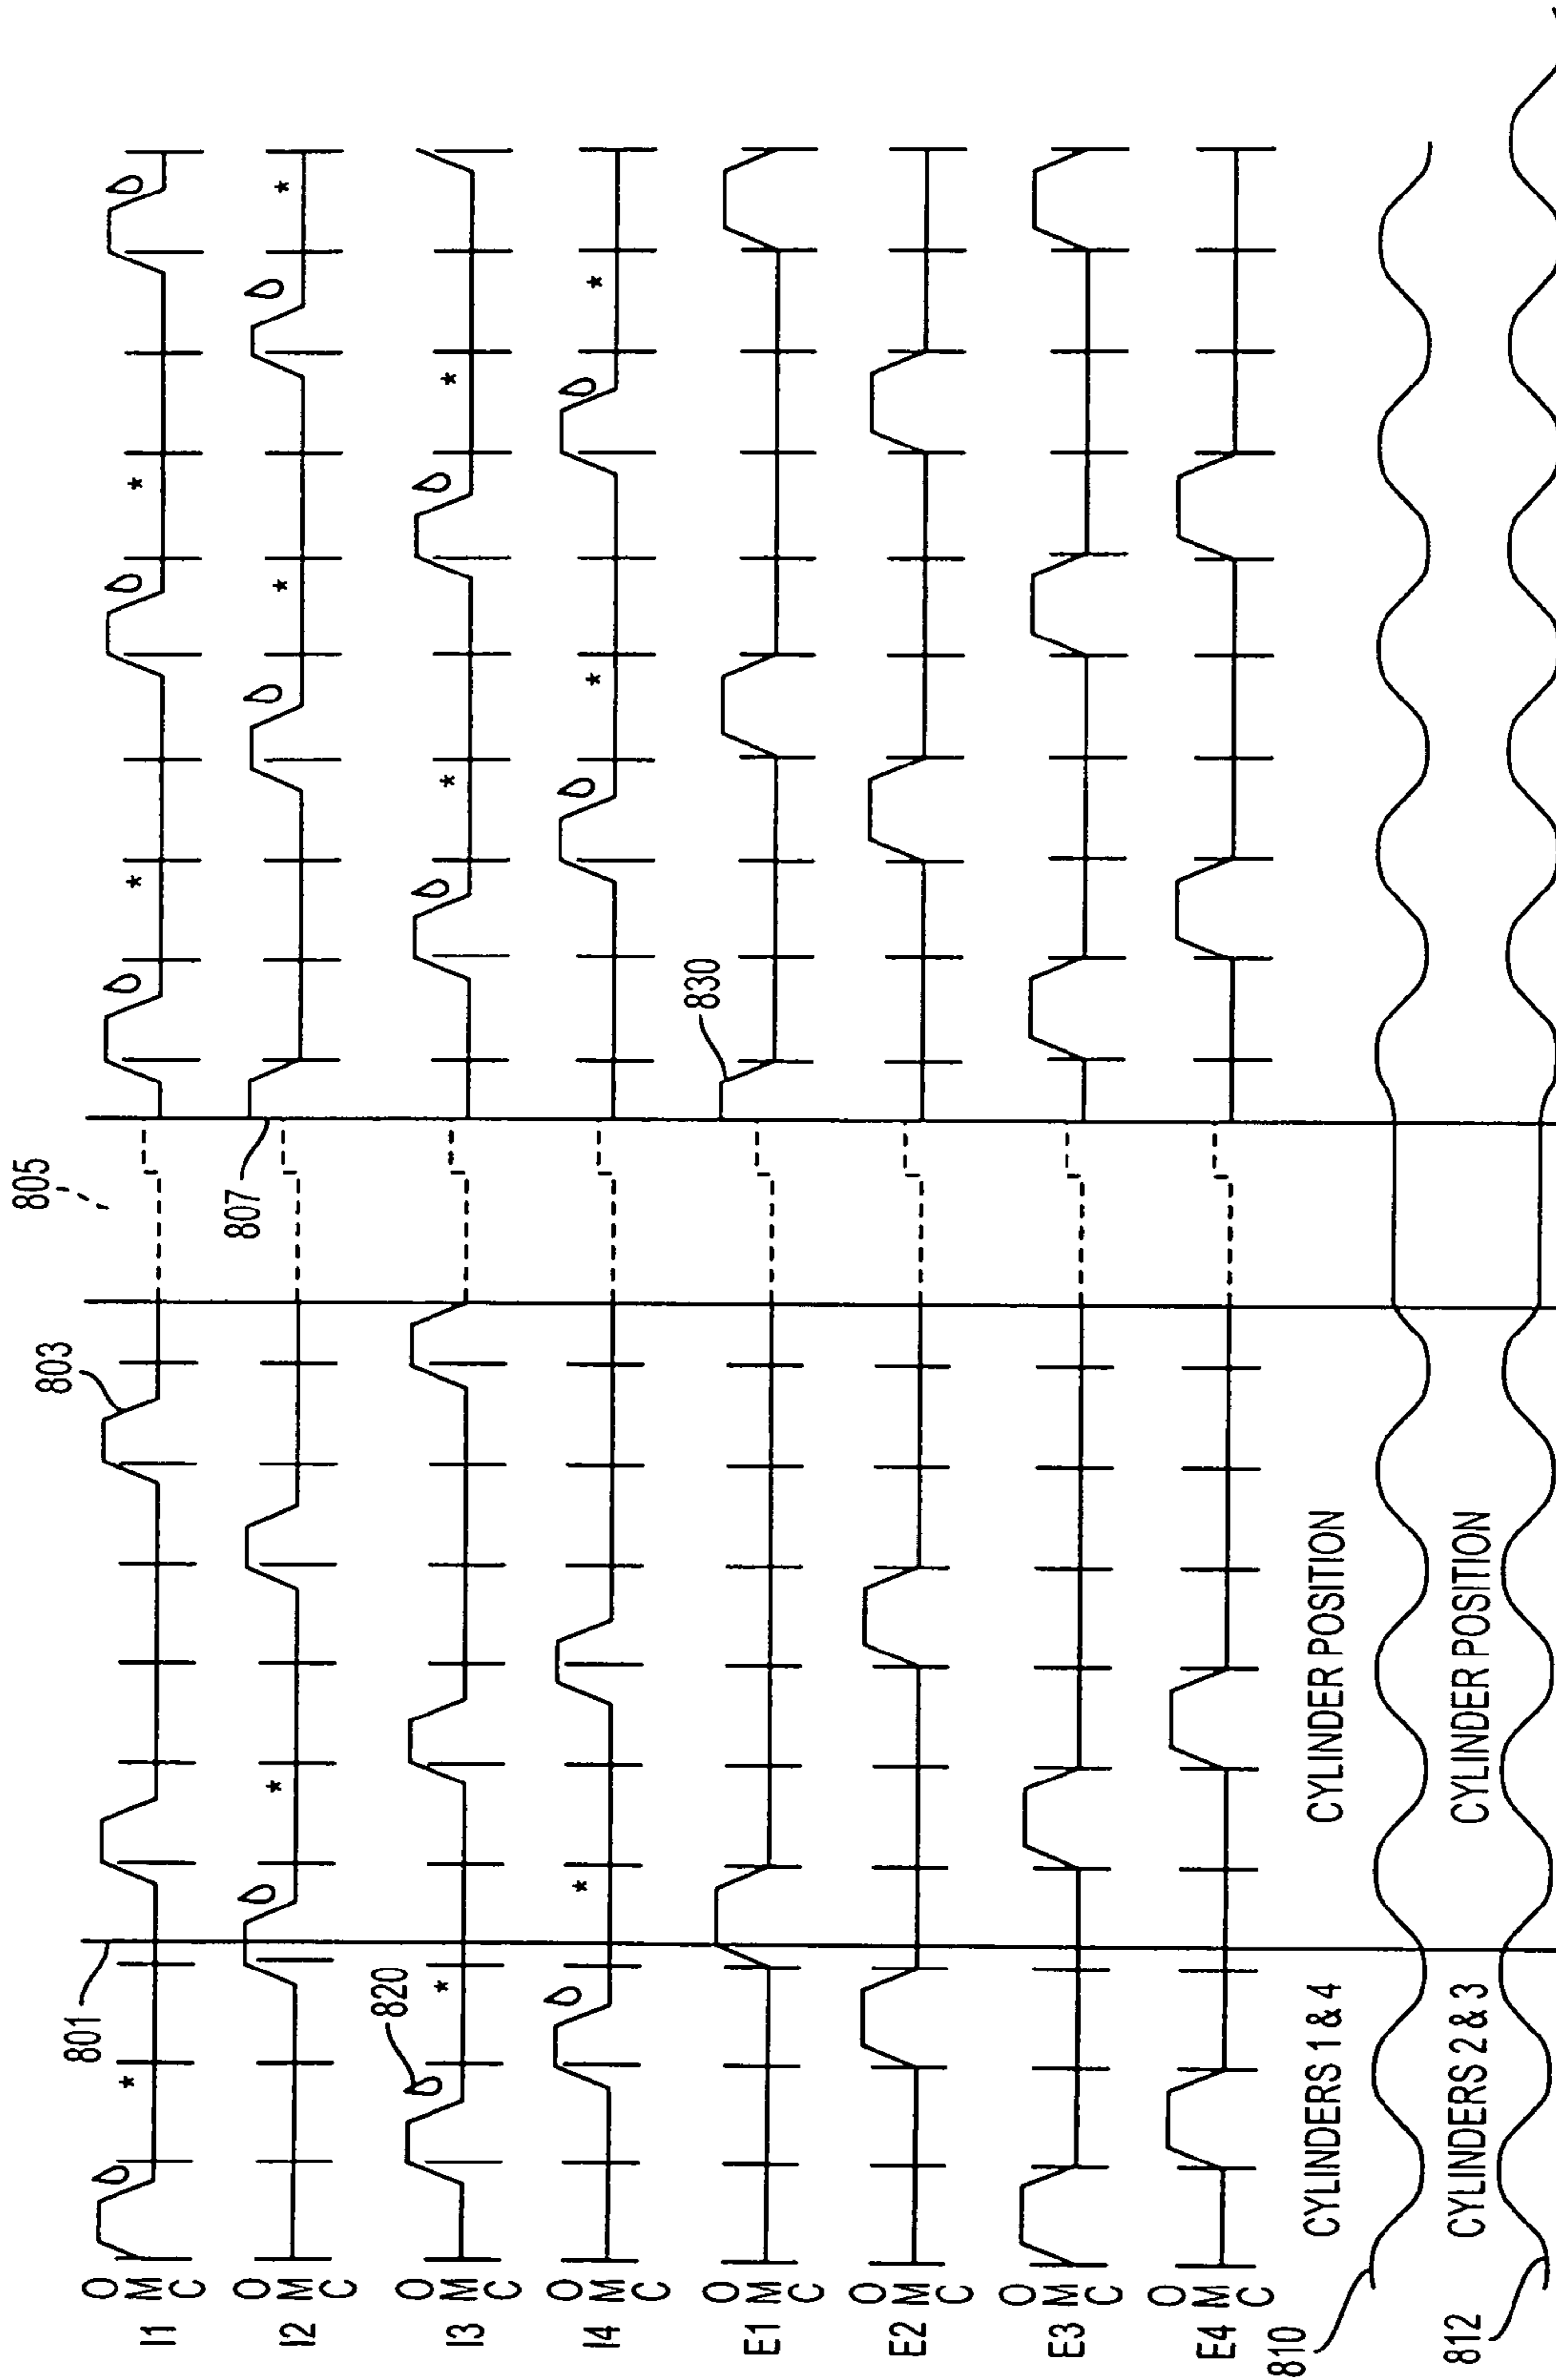 801
803
805
820
807
830
O
M
C
I1
O
M
C
I2
O
M
C
I3
O
M
C
I4
O
M
C
E1
O
M
C
E2
O
M
C
E3
O
M
C
E4
CYLINDERS 1 & 4
CYLINDER POSITION
810
CYLINDERS 2 & 3
CYLINDER POSITION
812